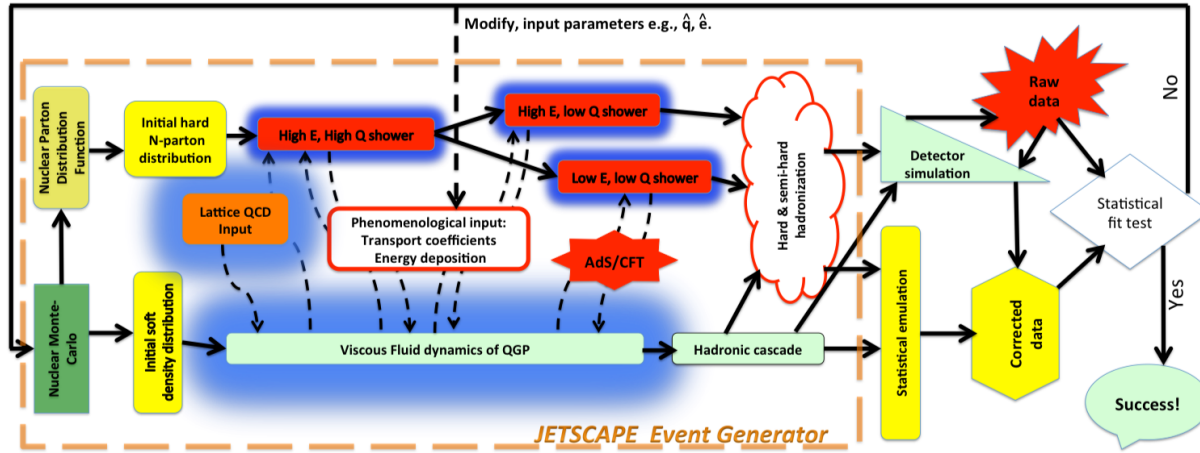 Modify, input parameters e.g., q̂, ê.
Nuclear Parton
Distribution
Function
Initial hard
N-parton
distribution
High E, High Q shower
High E, low Q shower
Low E, low Q shower
Lattice QCD
Input
Phenomenological input:
Transport coefficients
Energy deposition
AdS/CFT
Hard & semi-hard
hadronization
Nuclear Monte-
Carlo
Initial soft
density distribution
Viscous Fluid dynamics of QGP
Hadronic cascade
JETSCAPE Event Generator
Detector
simulation
Raw
data
Statistical emulation
Corrected
data
Statistical
fit test
No
Yes
Success!